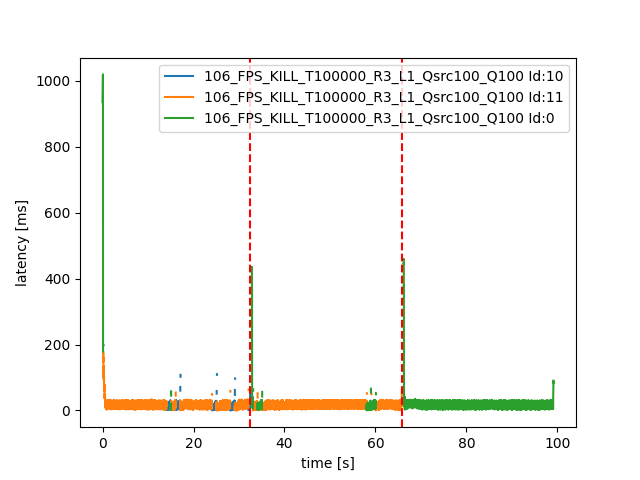 106_FPS_KILL_T100000_R3_L1_Qsrc100_Q100 Id:10
106_FPS_KILL_T100000_R3_L1_Qsrc100_Q100 Id:11
106_FPS_KILL_T100000_R3_L1_Qsrc100_Q100 Id:0
latency [ms]
1000
800
600
400
200
0
0 20 40 60 80 100
time [s]